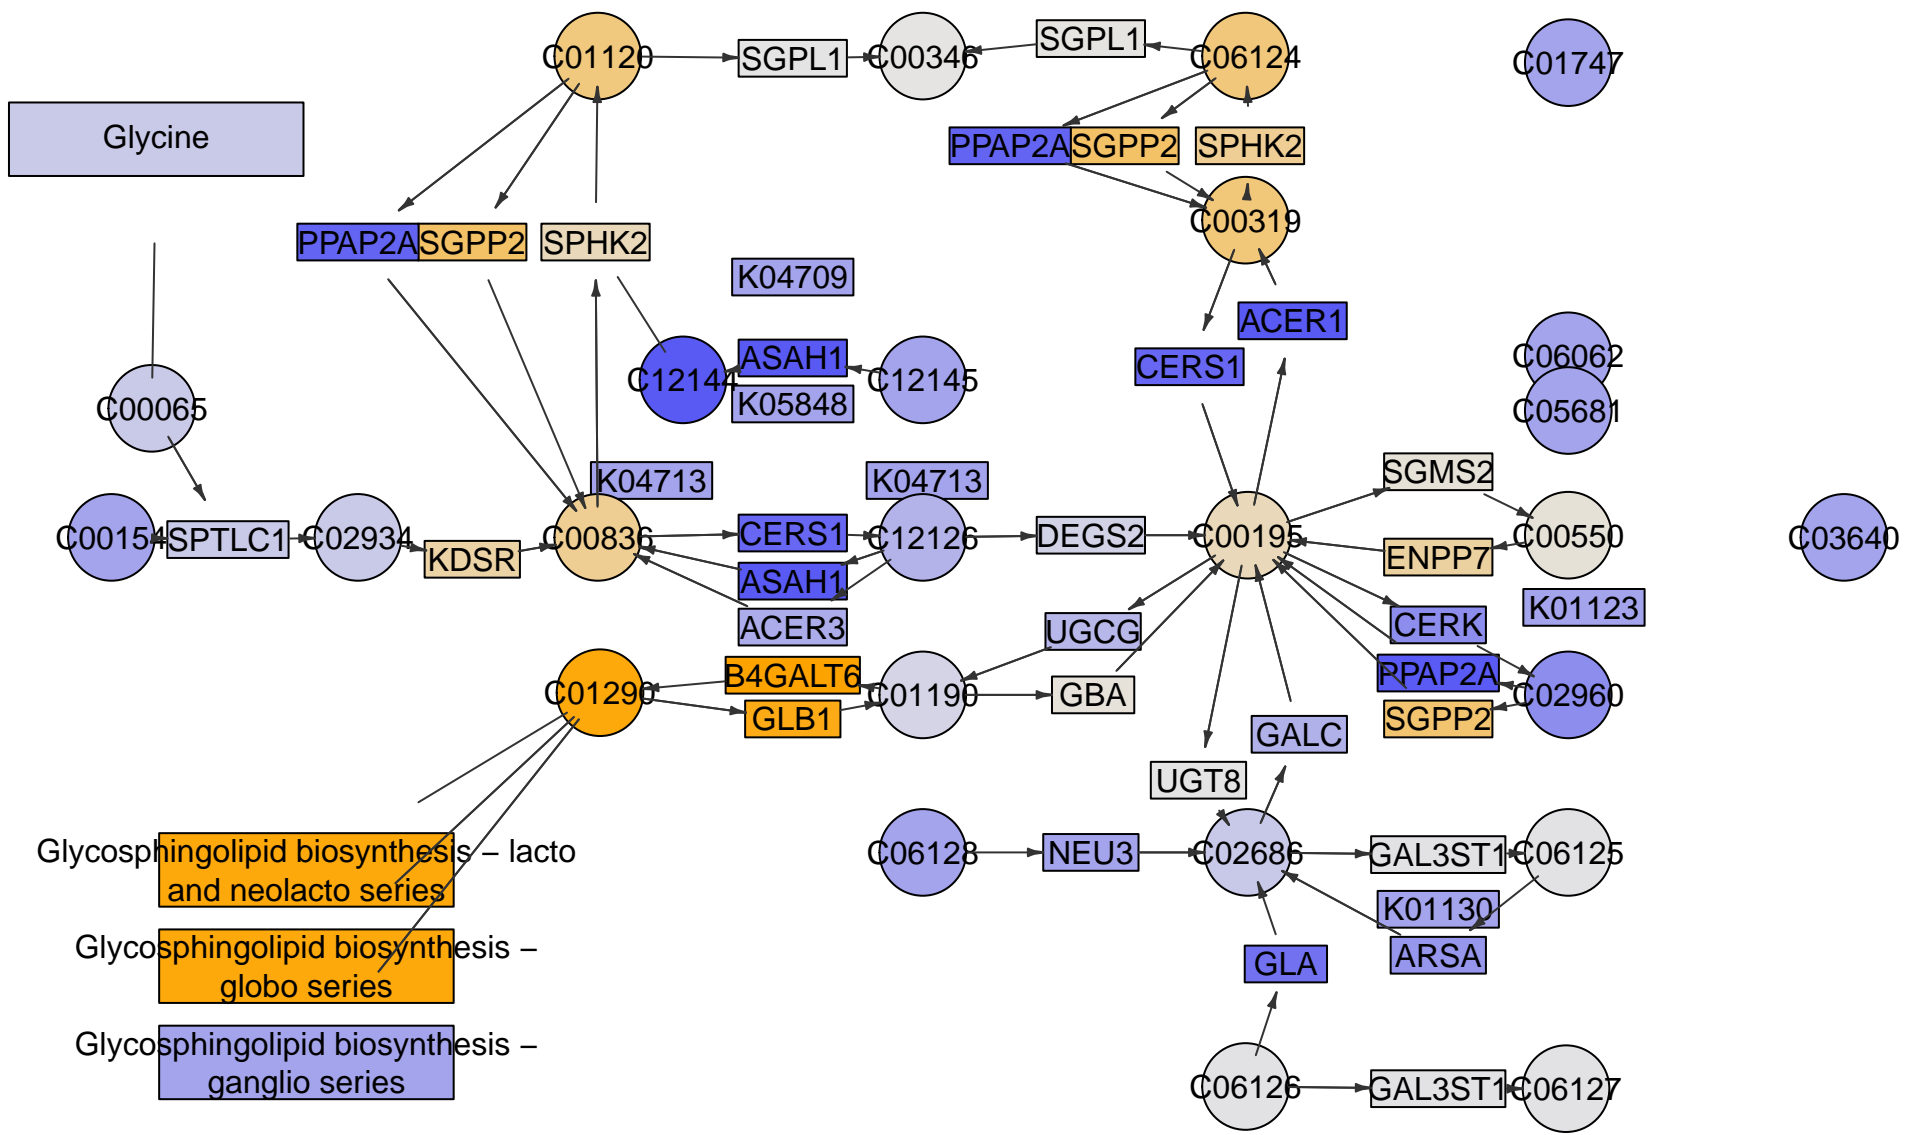 C01120
SGPL1
C00346
SGPL1
C06124
C01747
Glycine
PPAP2A
SGPP2
SPHK2
C00319
PPAP2A
SGPP2
SPHK2
K04709
ACER1
ASAH1
C12144
C12145
K05848
CERS1
C06062
C05681
C00065
K04713
K04713
SGMS2
C00154
SPTLC1
C02934
KDSR
C00836
CERS1
C12126
DEGS2
C00195
C00550
C03640
ENPP7
ASAH1
ACER3
UGCG
CERK
K01123
B4GALT6
C01290
GLB1
C01190
GBA
PPAP2A
C02960
SGPP2
GALC
UGT8
Glycosphingolipid biosynthesis – lacto
and neolacto series
C06128
NEU3
C02686
GAL3ST1
C06125
K01130
Glycosphingolipid biosynthesis –
globo series
GLA
ARSA
Glycosphingolipid biosynthesis –
ganglio series
C06126
GAL3ST1
C06127